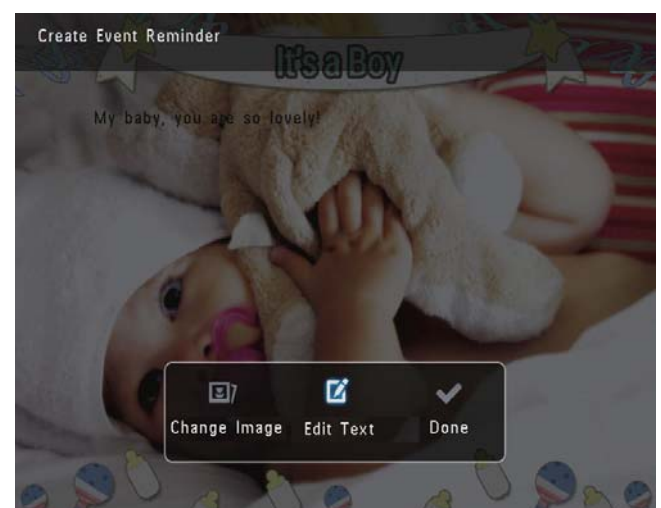 Create Event Reminder
It's a Boy
My baby, you are so lovely!
Change Image Edit Text Done